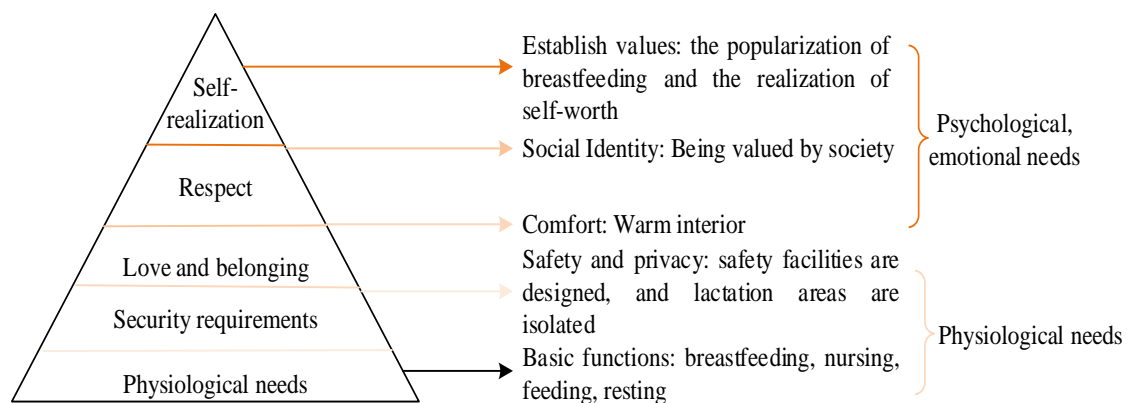 Self-
realization
Respect
Love and belonging
Security requirements
Physiological needs
Establish values: the popularization of
breastfeeding and the realization of
self-worth
Social Identity: Being valued by society
Comfort: Warm interior
Safety and privacy: safety facilities are
designed, and lactation areas are
isolated
Basic functions: breastfeeding, nursing,
feeding, resting
Psychological,
emotional needs
Physiological needs